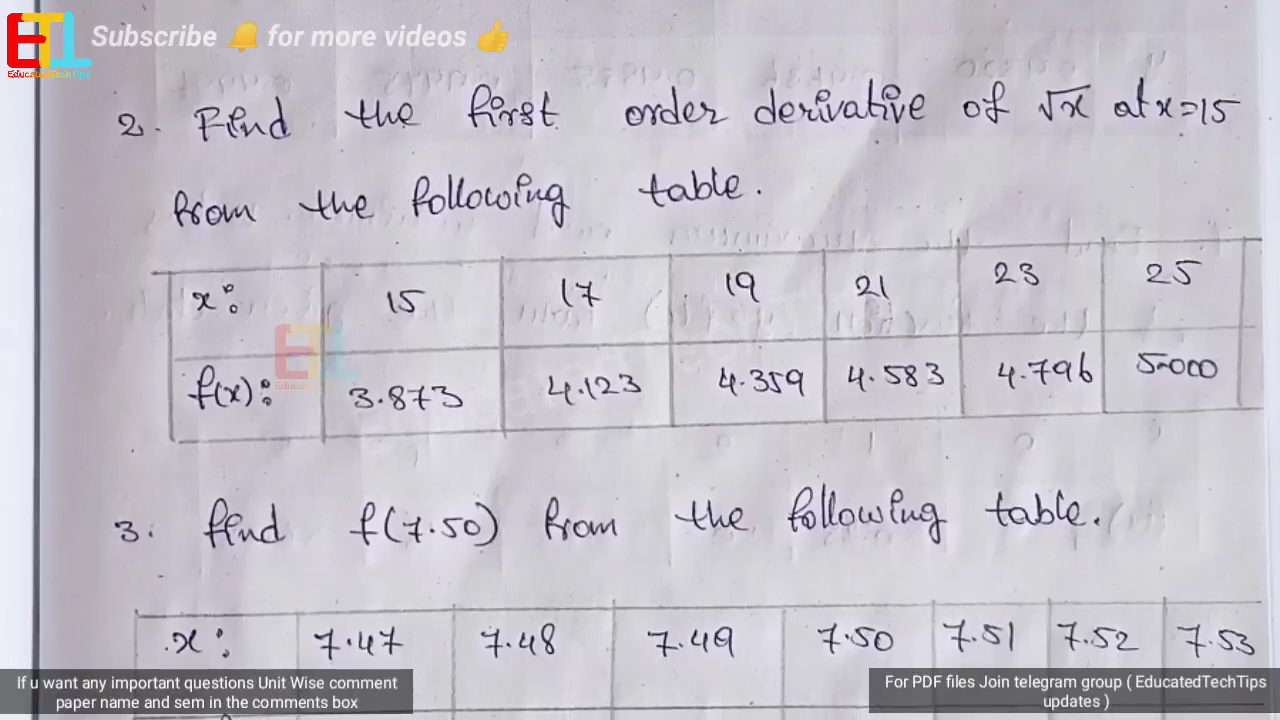 ETL
EducatedTechTips
Subscribe 🔔 for more videos 👍
2. Find the first order derivative of √x at x=15
from the following table.
x: 15 17 19 21 23 25
f(x): 3.873 4.123 4.359 4.583 4.796 5.000
3. find f(7.50) from the following table.
x: 7.47 7.48 7.49 7.50 7.51 7.52 7.53
If u want any important questions Unit Wise comment
paper name and sem in the comments box
For PDF files Join telegram group ( EducatedTechTips
updates )